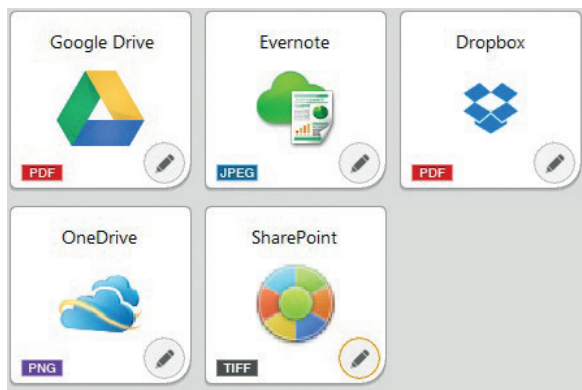 Google Drive
Evernote
Dropbox
PDF
JPEG
PDF
OneDrive
SharePoint
PNG
TIFF